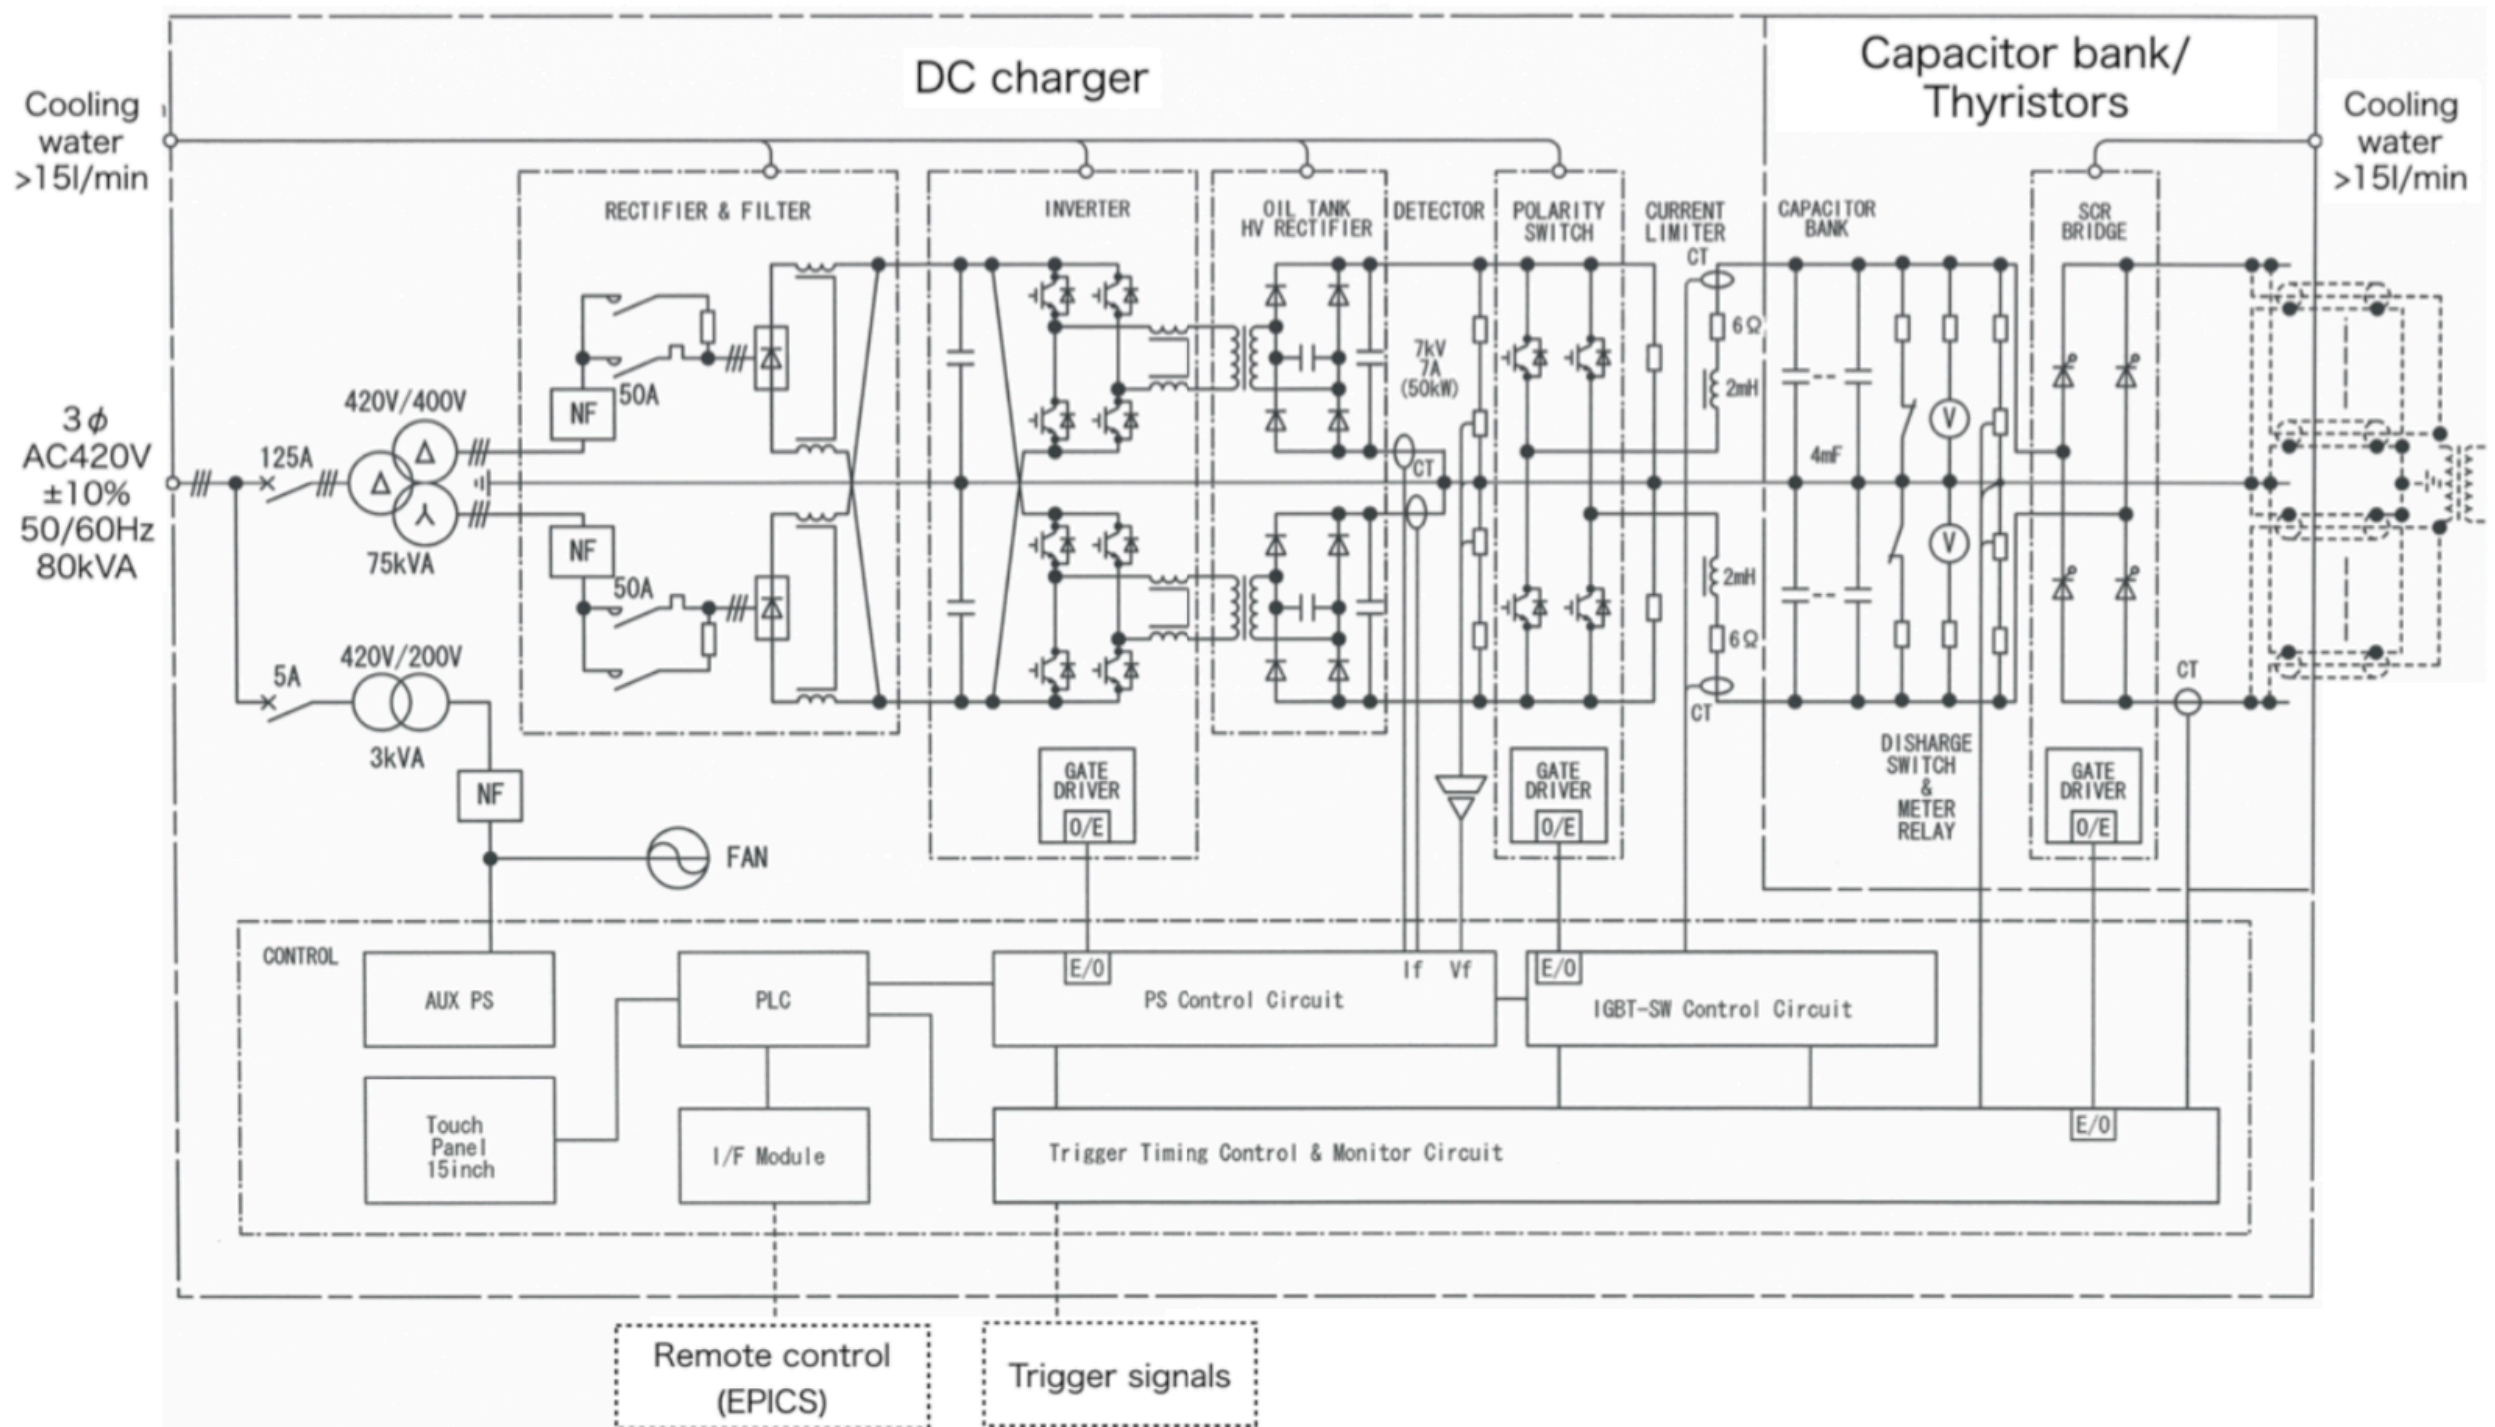 DC charger
Capacitor bank/
Thyristors
Cooling
water
>15l/min
Cooling
water
>15l/min
RECTIFIER & FILTER
INVERTER
OIL TANK
HV RECTIFIER
DETECTOR
POLARITY
SWITCH
CURRENT
LIMITER
CAPACITOR
BANK
SCR
BRIDGE
CT
6Ω
2mH
7kV
7A
(50kW)
50A
NF
420V/400V
Δ
Δ
人
75kVA
3ϕ
AC420V
±10%
50/60Hz
80kVA
125A
CT
4mF
V
V
NF
50A
2mH
6Ω
CT
CT
5A
420V/200V
3kVA
NF
FAN
GATE
DRIVER
O/E
GATE
DRIVER
O/E
DISHARGE
SWITCH
&
METER
RELAY
GATE
DRIVER
O/E
CONTROL
AUX PS
PLC
E/O
If
Vf
PS Control Circuit
E/O
IGBT-SW Control Circuit
Touch
Panel
15inch
I/F Module
Trigger Timing Control & Monitor Circuit
E/O
Remote control
(EPICS)
Trigger signals